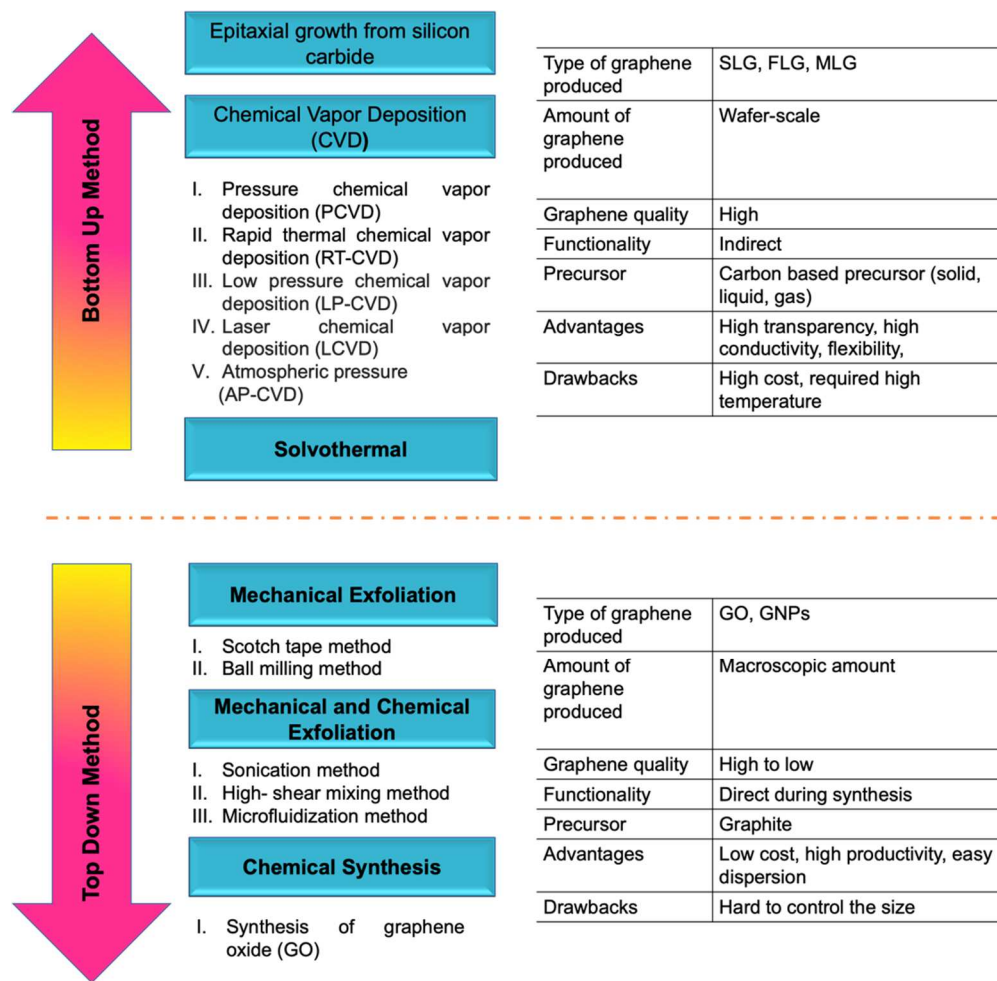 Bottom Up Method
Epitaxial growth from silicon
carbide
Chemical Vapor Deposition
(CVD)
I. Pressure chemical vapor
deposition (PCVD)
II. Rapid thermal chemical vapor
deposition (RT-CVD)
III. Low pressure chemical vapor
deposition (LP-CVD)
IV. Laser chemical vapor
deposition (LCVD)
V. Atmospheric pressure
(AP-CVD)
Solvothermal
Type of graphene
produced
SLG, FLG, MLG
Amount of
graphene
produced
Wafer-scale
Graphene quality
High
Functionality
Indirect
Precursor
Carbon based precursor (solid,
liquid, gas)
Advantages
High transparency, high
conductivity, flexibility,
Drawbacks
High cost, required high
temperature
Top Down Method
Mechanical Exfoliation
I. Scotch tape method
II. Ball milling method
Mechanical and Chemical
Exfoliation
I. Sonication method
II. High- shear mixing method
III. Microfluidization method
Chemical Synthesis
I. Synthesis of graphene
oxide (GO)
Type of graphene
produced
GO, GNPs
Amount of
graphene
produced
Macroscopic amount
Graphene quality
High to low
Functionality
Direct during synthesis
Precursor
Graphite
Advantages
Low cost, high productivity, easy
dispersion
Drawbacks
Hard to control the size